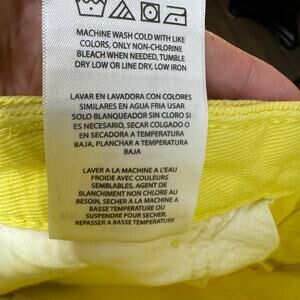 MACHINE WASH COLD WITH LIKE
COLORS, ONLY NON-CHLORINE
BLEACH WHEN NEEDED, TUMBLE
DRY LOW OR LINE DRY, LOW IRON
LAVAR EN LAVADORA CON COLORES
SIMILARES EN AGUA FRIA USAR
SOLO BLANQUEADOR SIN CLORO SI
ES NECESARIO, SECAR COLGADO O
EN SECADORA A TEMPERATURA
BAJA, PLANCHAR A TEMPERATURA
BAJA.
LAVER A LA MACHINE A L'EAU
FROIDE AVEC COULEURS
SEMBLABLES, AGENT DE
BLANCHIMENT NON CHLORE AU
BESOIN, SECHER A LA MACHINE A
BASSE TEMPERATURE OU
SUSPENDRE POUR SECHER.
REPASSER A BASSE TEMPERATURE